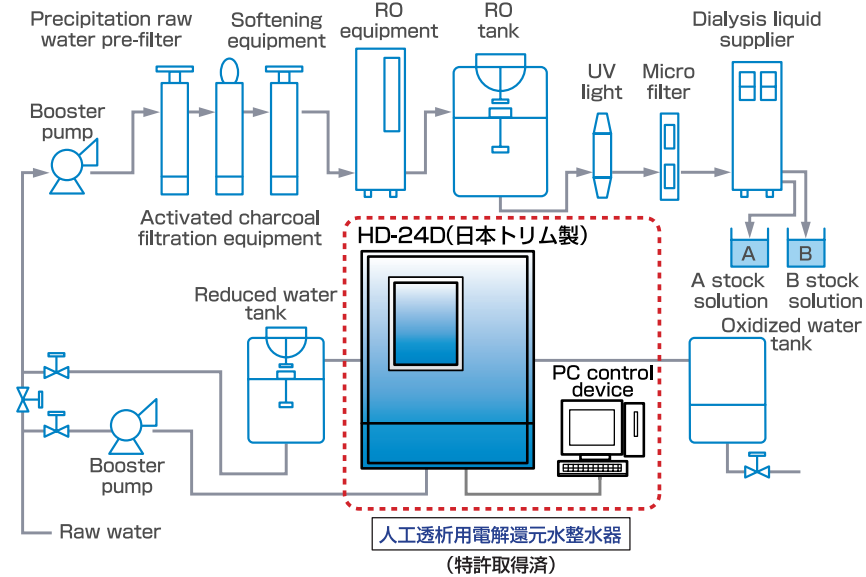 Precipitation raw
water pre-filter
Softening
equipment
RO
equipment
RO
tank
Dialysis liquid
supplier
UV
light
Micro
filter
Booster
pump
Activated charcoal
filtration equipment
A
B
A stock
solution
B stock
solution
HD-24D(日本トリム製)
Reduced water
tank
Oxidized water
tank
PC control
device
Booster
pump
Raw water
人工透析用電解還元水整水器
(特許取得済)